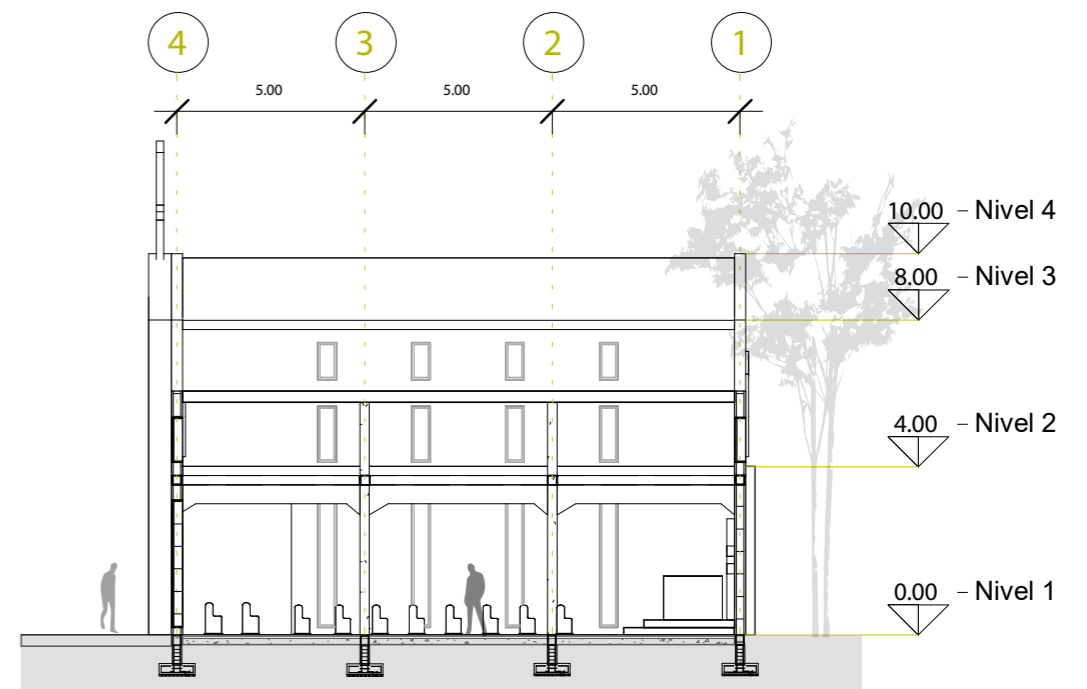 4 3 2 1
5.00 5.00 5.00
10.00 - Nivel 4
8.00 - Nivel 3
4.00 - Nivel 2
0.00 - Nivel 1